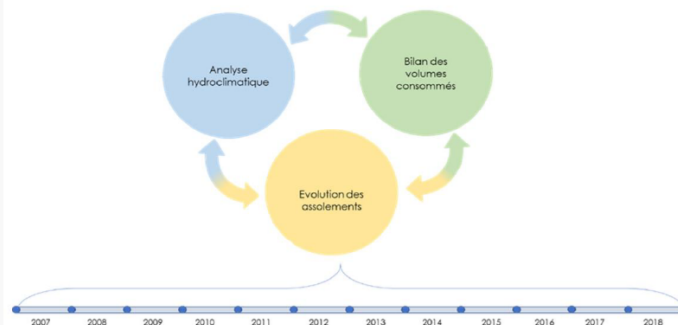 Analyse
hydroclimatique
Bilan des
volumes
consommés
Evolution des
assolements
2007 2008 2009 2010 2011 2012 2013 2014 2015 2016 2017 2018